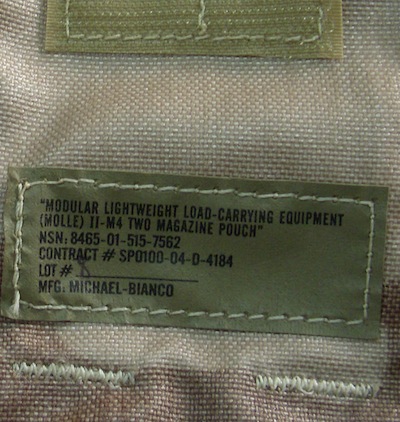 "MODULAR LIGHTWEIGHT LOAD-CARRYING EQUIPMENT
(MOLLE) II-M4 TWO MAGAZINE POUCH"
NSN: 8465-01-515-7562
CONTRACT # SP0100-04-D-4184
LOT # 8
MFG: MICHAEL-BIANCO